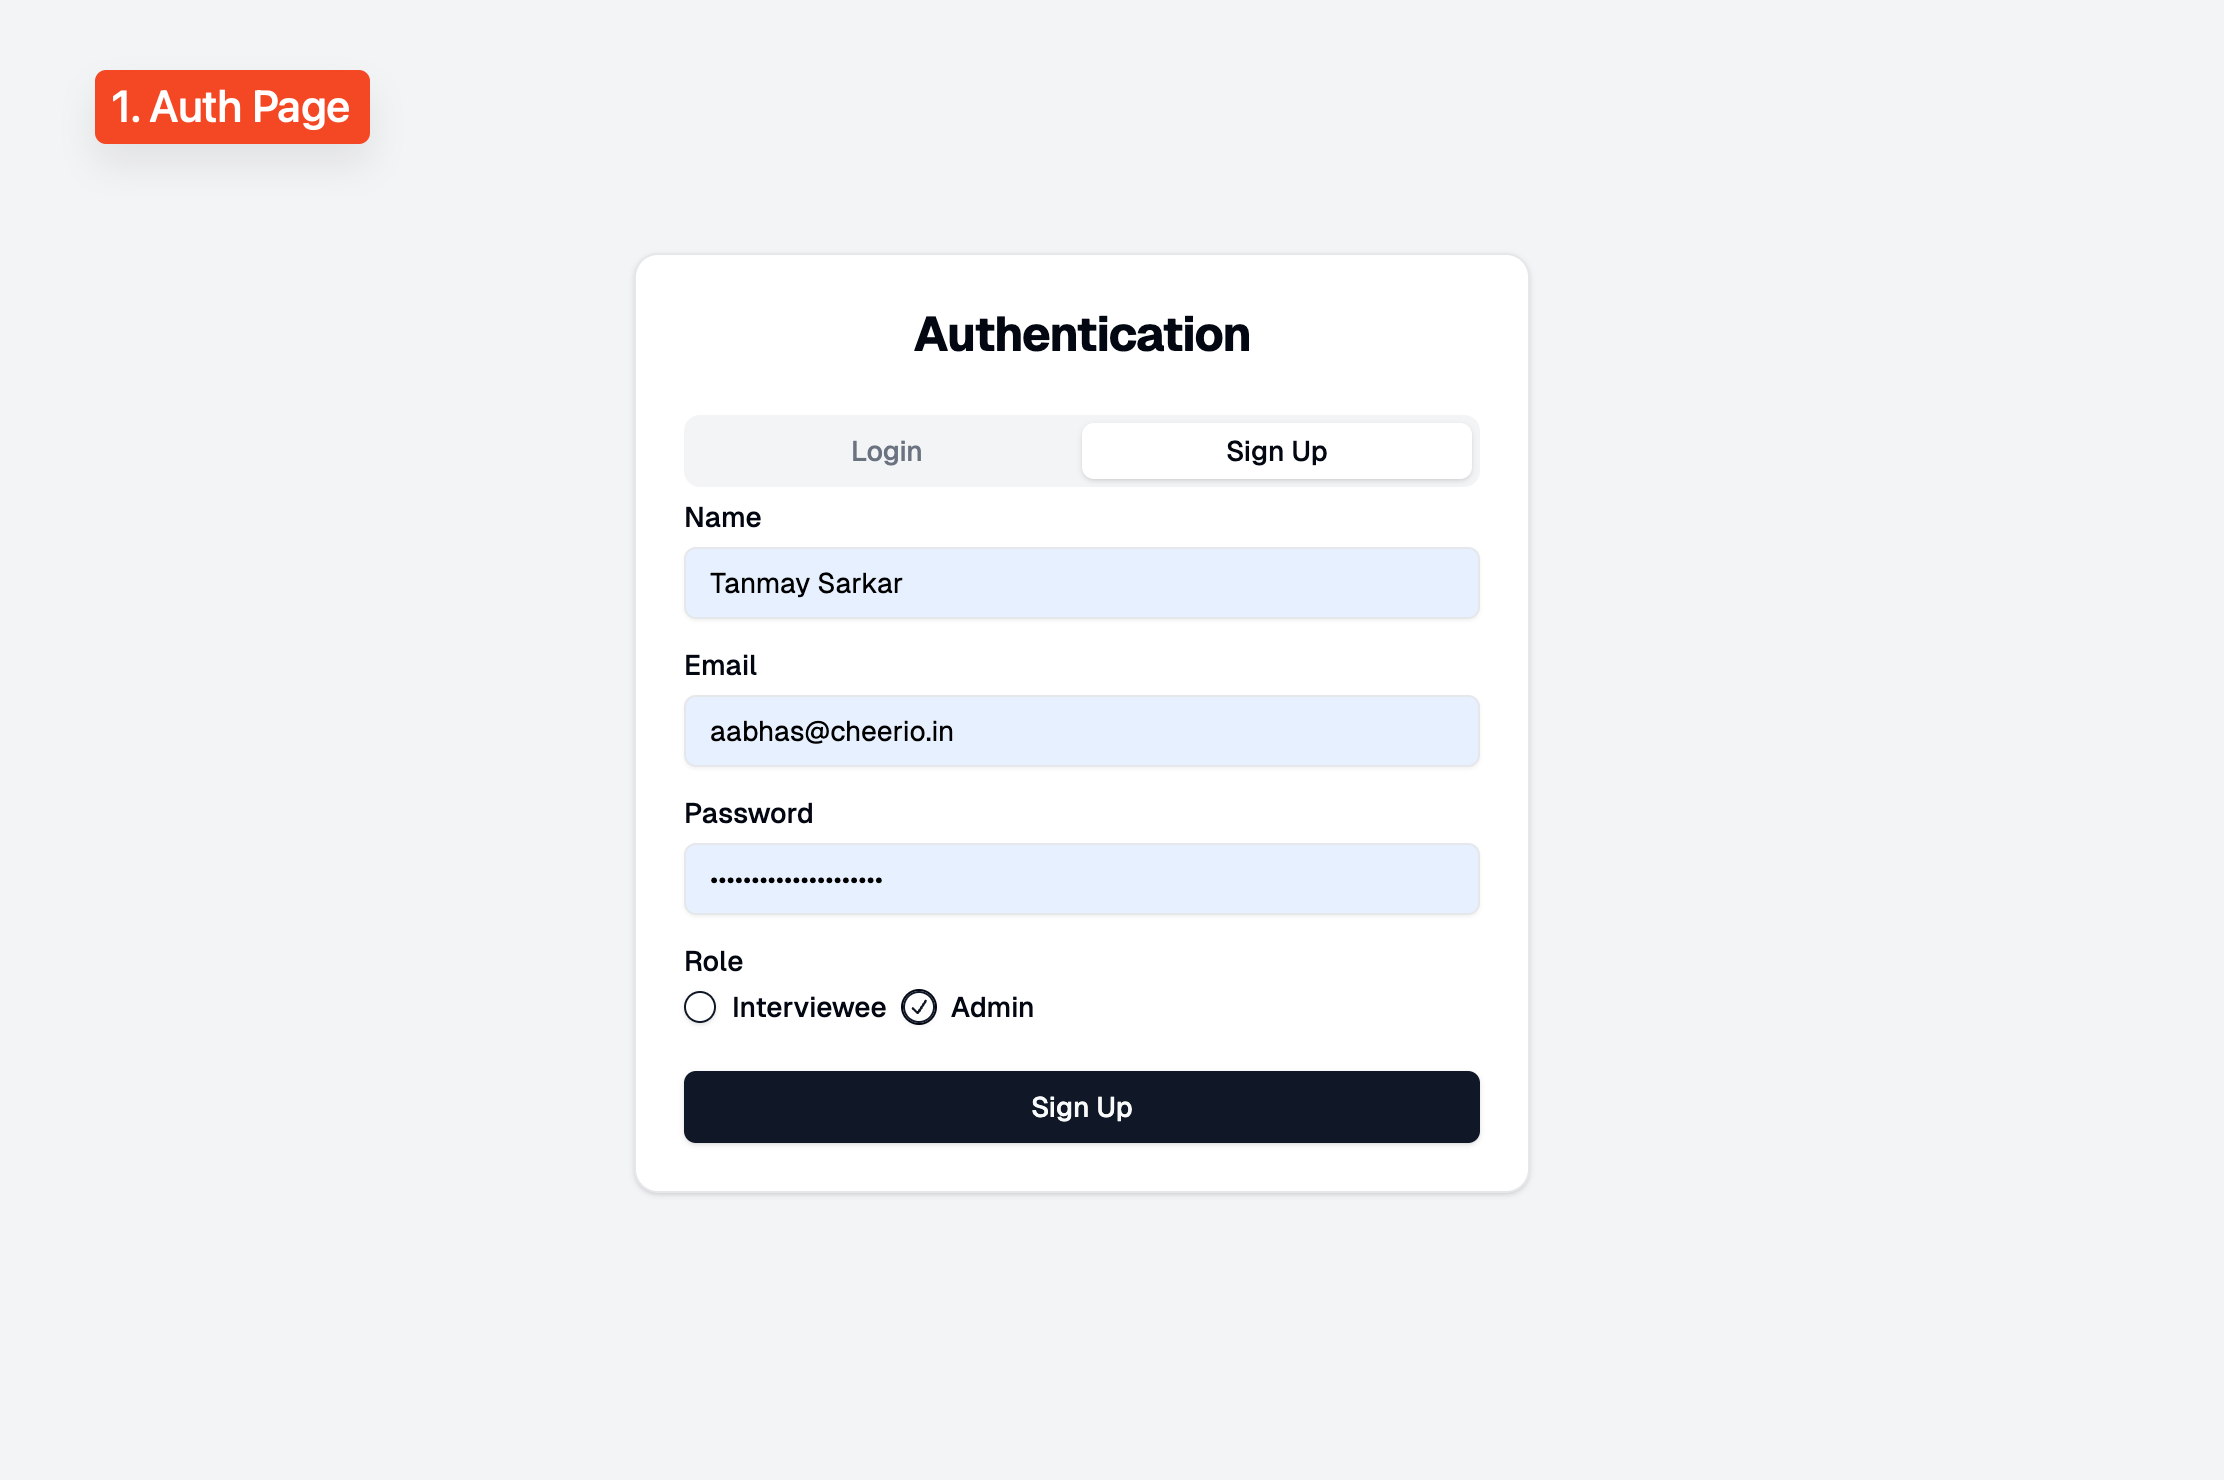 1. Auth Page
Authentication
Login Sign Up
Name
Tanmay Sarkar
Email
aabhas@cheerio.in
Password
•••••••••••••••••••••
Role
Interviewee Admin
Sign Up